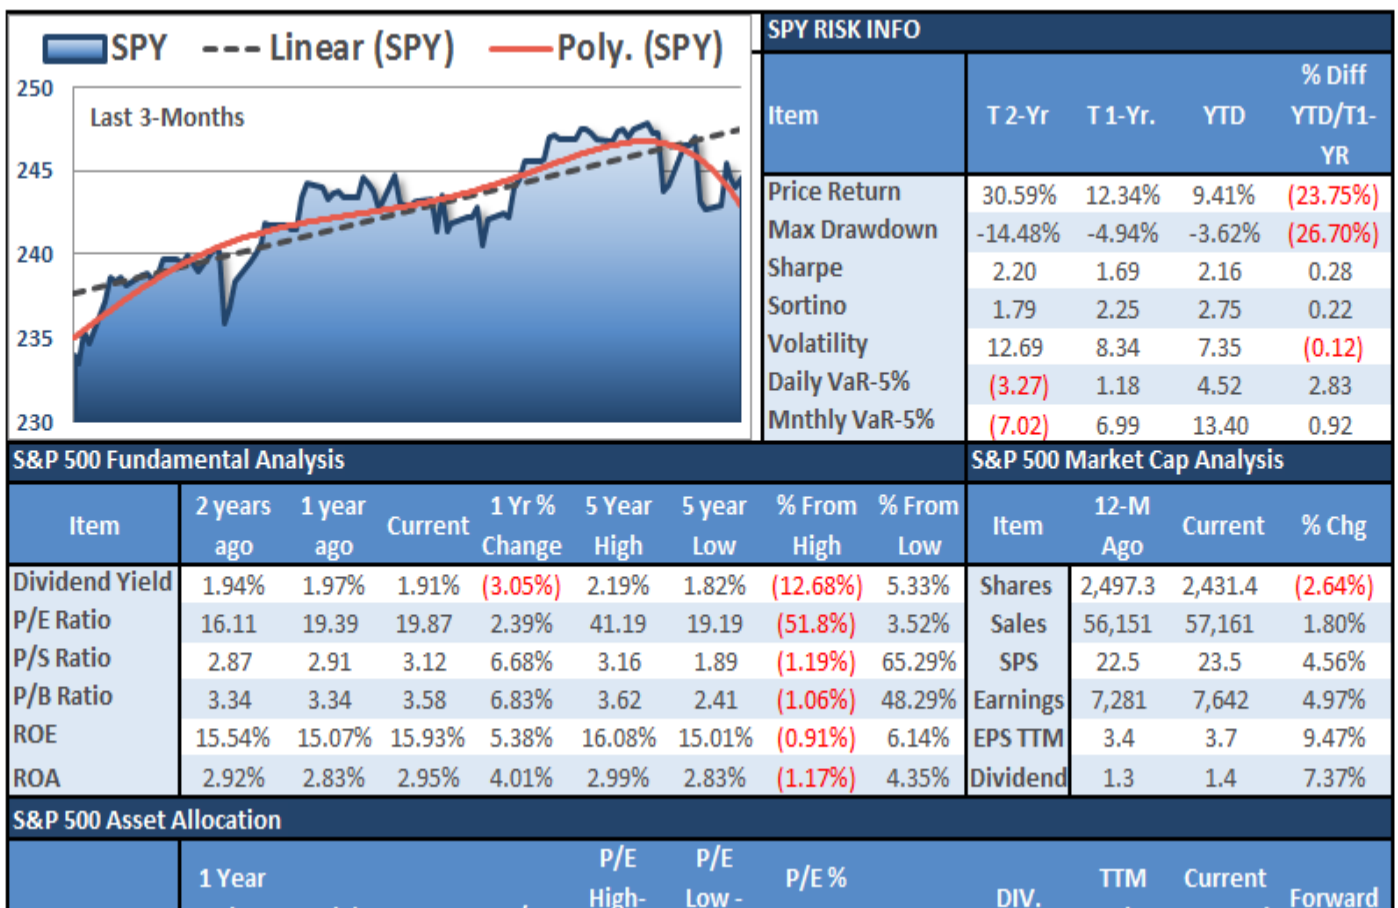 SPY Linear (SPY) Poly. (SPY)
250
Last 3-Months
245
240
235
230
SPY RISK INFO
Item T 2-Yr T 1-Yr. YTD % Diff YTD/T1-YR
Price Return 30.59% 12.34% 9.41% (23.75%)
Max Drawdown -14.48% -4.94% -3.62% (26.70%)
Sharpe 2.20 1.69 2.16 0.28
Sortino 1.79 2.25 2.75 0.22
Volatility 12.69 8.34 7.35 (0.12)
Daily VaR-5% (3.27) 1.18 4.52 2.83
Mnthly VaR-5% (7.02) 6.99 13.40 0.92
S&P 500 Fundamental Analysis
Item 2 years ago 1 year ago Current 1 Yr % Change 5 Year High 5 year Low % From High % From Low
Dividend Yield 1.94% 1.97% 1.91% (3.05%) 2.19% 1.82% (12.68%) 5.33%
P/E Ratio 16.11 19.39 19.87 2.39% 41.19 19.19 (51.8%) 3.52%
P/S Ratio 2.87 2.91 3.12 6.68% 3.16 1.89 (1.19%) 65.29%
P/B Ratio 3.34 3.34 3.58 6.83% 3.62 2.41 (1.06%) 48.29%
ROE 15.54% 15.07% 15.93% 5.38% 16.08% 15.01% (0.91%) 6.14%
ROA 2.92% 2.83% 2.95% 4.01% 2.99% 2.83% (1.17%) 4.35%
S&P 500 Market Cap Analysis
Item 12-M Ago Current % Chg
Shares 2,497.3 2,431.4 (2.64%)
Sales 56,151 57,161 1.80%
SPS 22.5 23.5 4.56%
Earnings 7,281 7,642 4.97%
EPS TTM 3.4 3.7 9.47%
Dividend 1.3 1.4 7.37%
S&P 500 Asset Allocation
1 Year P/E High- P/E Low - P/E % DIV. TTM Current Forward